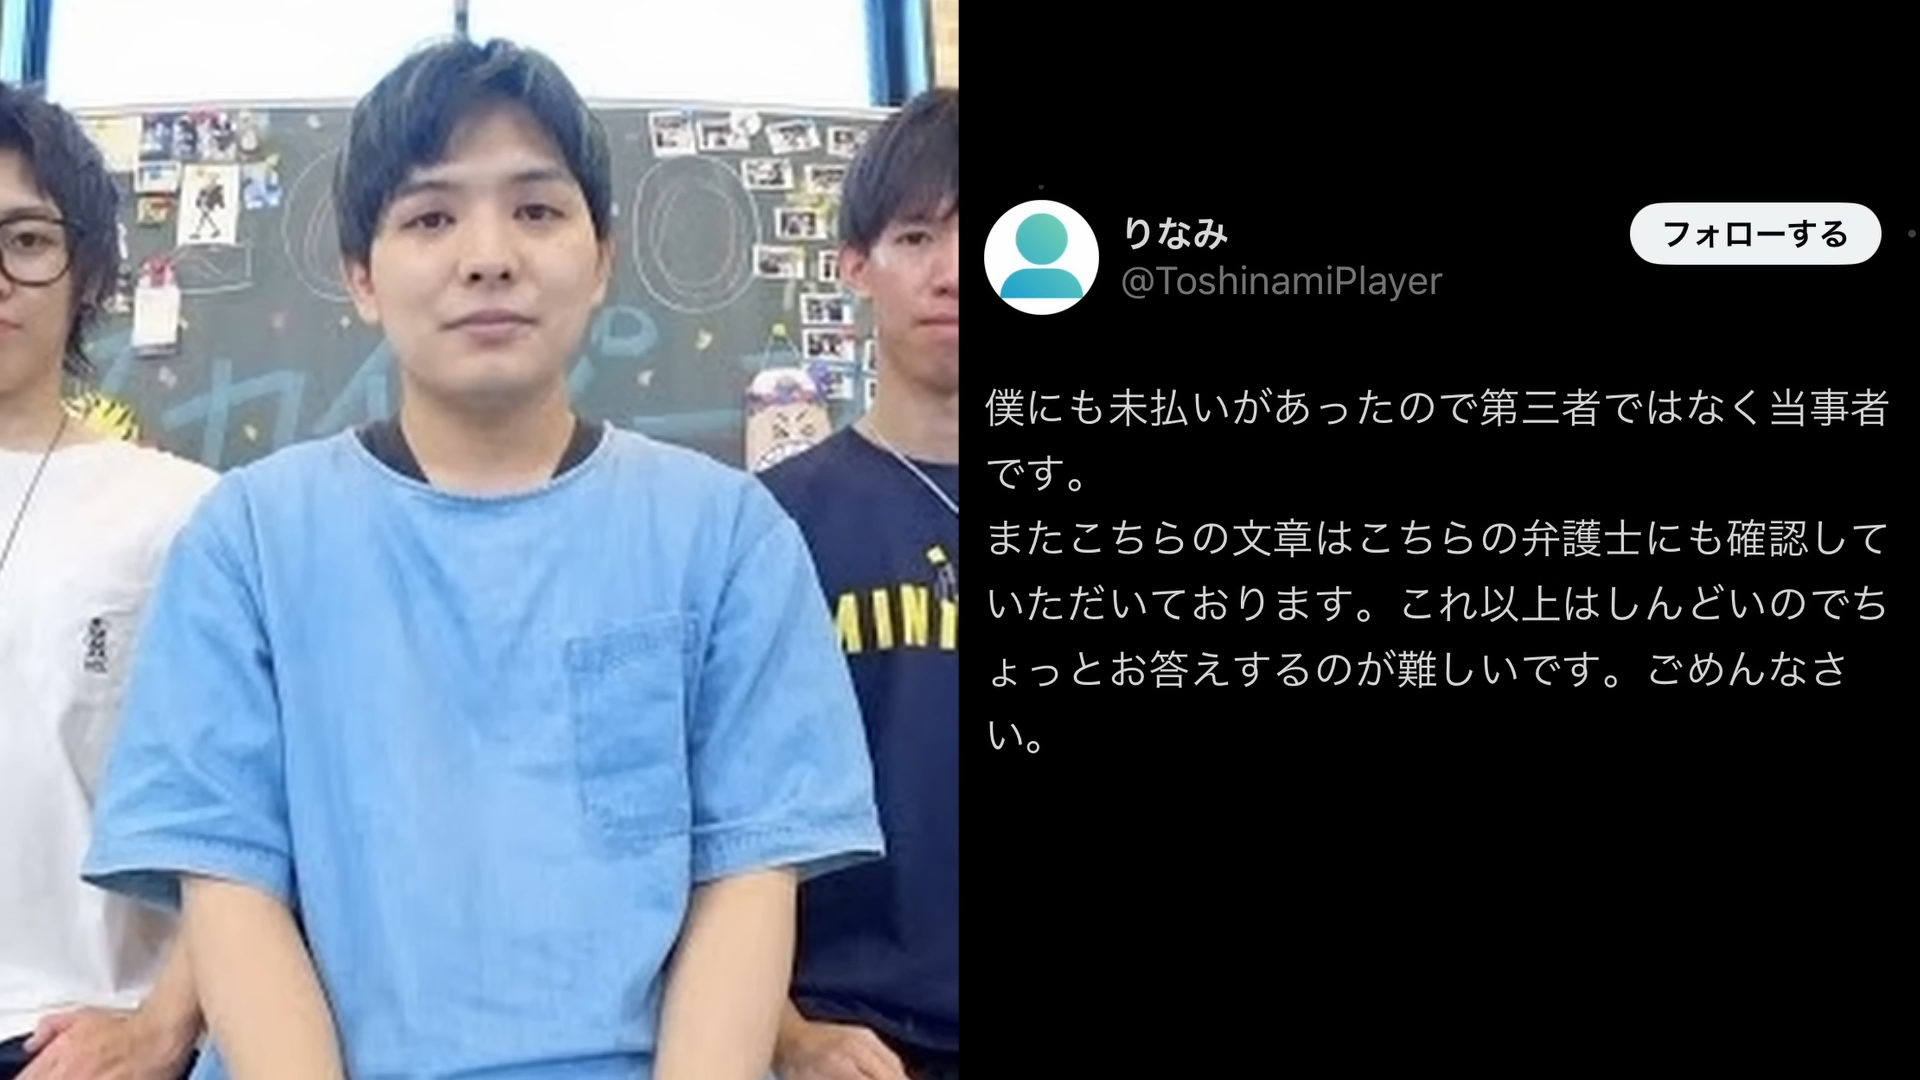 りなみ
@ToshinamiPlayer
フォローする
僕にも未払いがあったので第三者ではなく当事者
です。
またこちらの文章はこちらの弁護士にも確認して
いただいております。これ以上はしんどいのでち
ょっとお答えするのが難しいです。ごめんなさ
い。